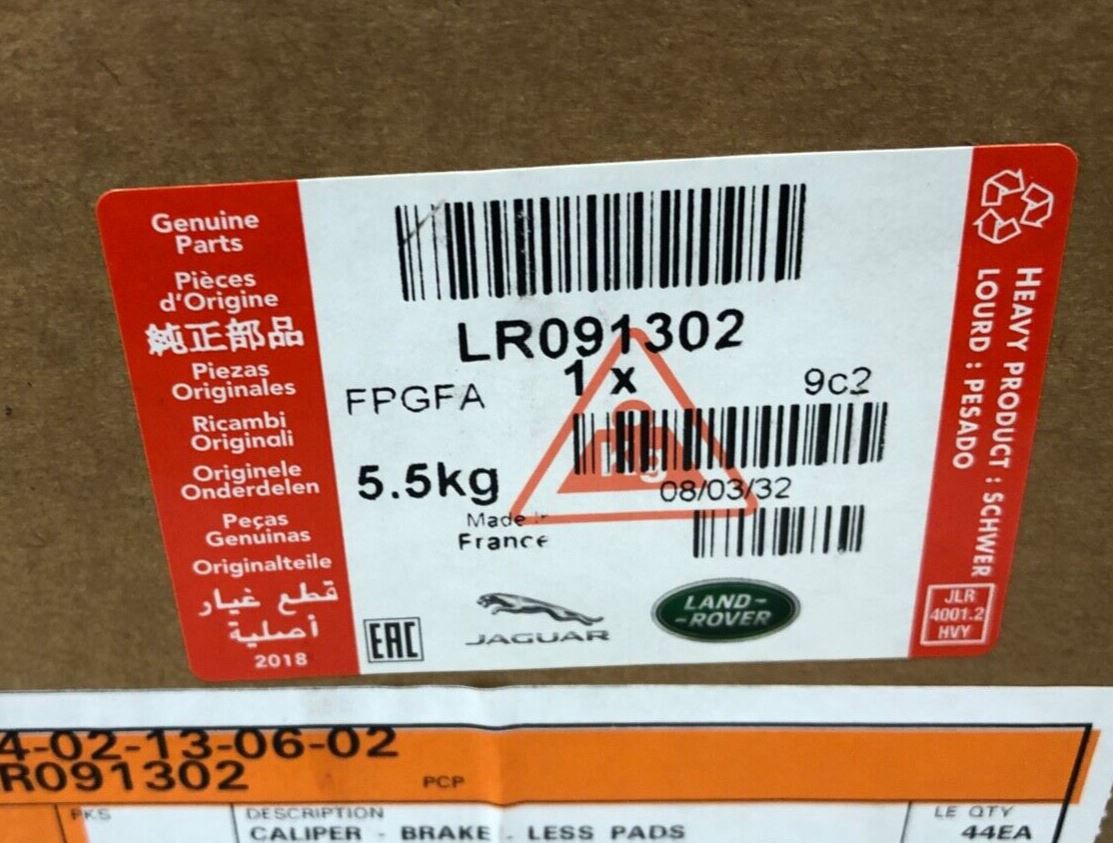 Genuine
Parts
Pièces
d'Origine
純正部品
Piezas
Originales
Ricambi
Originali
Originele
Onderdelen
Peças
Genuinas
Originalteile
قطع غيار
أصلية
2018
LR091302
1 x
FPGFA
9c2
Kg
5.5kg
08/03/32
Made in
France
EAC
JAGUAR
LAND-
-ROVER
HEAVY PRODUCT : SCHWER
LOURD : PESADO
JLR
4001.2
HVY
4-02-13-06-02
R091302
PCP
PKS
DESCRIPTION
LE QTY
CALIPER - BRAKE - LESS PADS
44EA